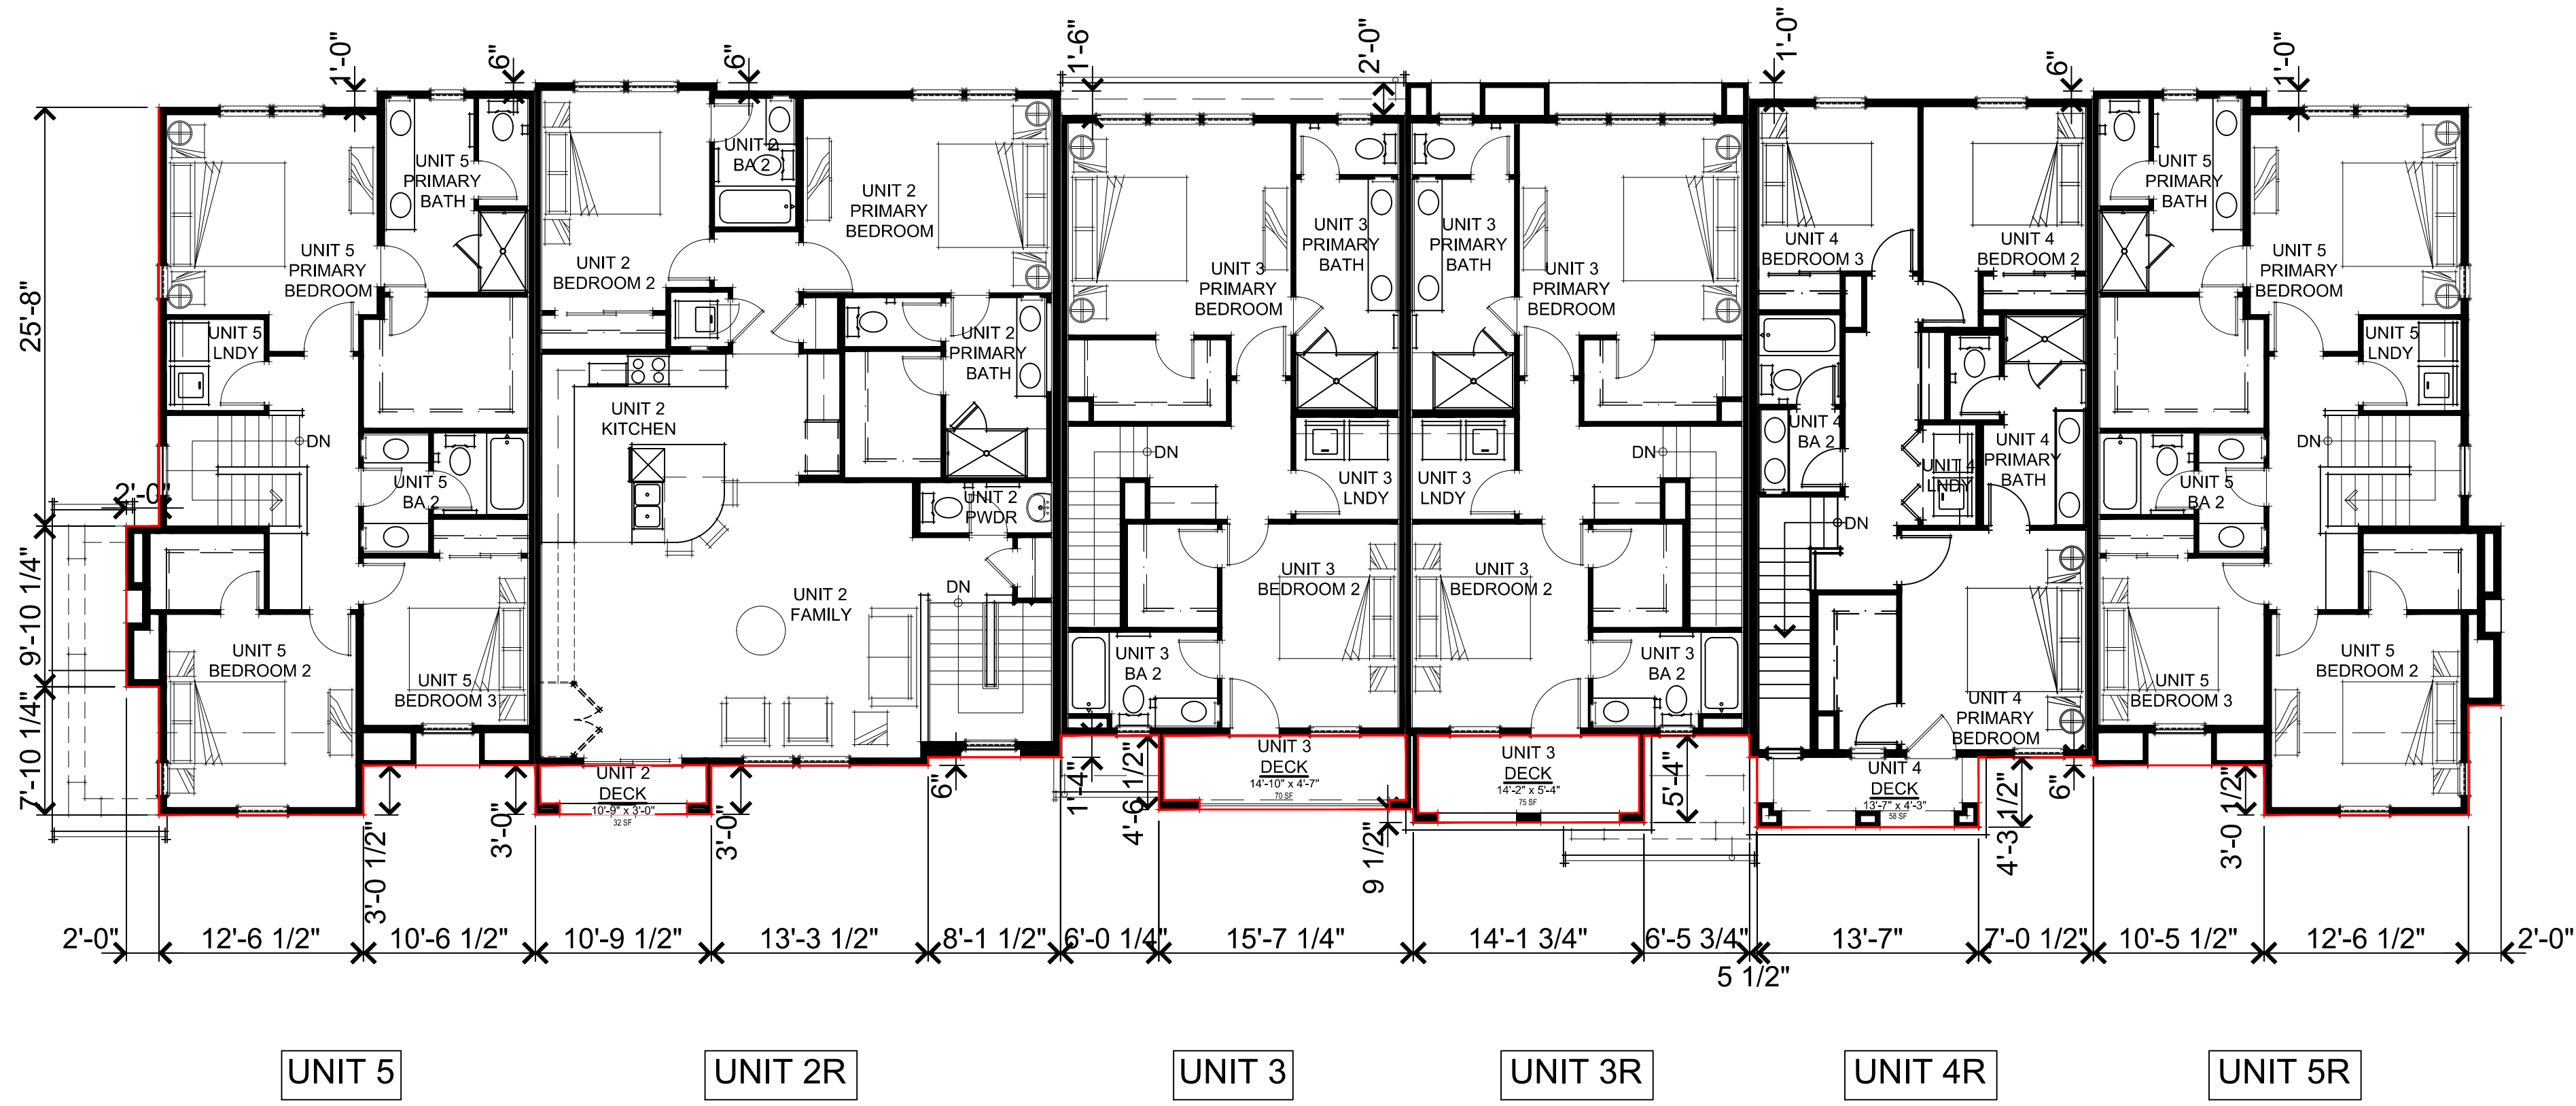 1'-0"
6"
6"
1'-6"
2'-0"
1'-0"
6"
1'-0"
25'-8"
2'-0"
9'-10 1/4"
7'-10 1/4"
UNIT 5
PRIMARY
BATH
UNIT 5
PRIMARY
BEDROOM
UNIT 5
LNDY
DN
UNIT 5
BA 2
UNIT 5
BEDROOM 2
UNIT 5
BEDROOM 3
UNIT 2
BA 2
UNIT 2
PRIMARY
BEDROOM
UNIT 2
BEDROOM 2
UNIT 2
PRIMARY
BATH
UNIT 2
KITCHEN
UNIT 2
PWDR
UNIT 2
FAMILY
DN
UNIT 2
DECK
10'-9" x 3'-0"
32 SF
UNIT 3
PRIMARY
BATH
UNIT 3
PRIMARY
BEDROOM
DN
UNIT 3
LNDY
UNIT 3
BEDROOM 2
UNIT 3
BA 2
UNIT 3
DECK
14'-10" x 4'-7"
70 SF
UNIT 3
PRIMARY
BATH
UNIT 3
PRIMARY
BEDROOM
DN
UNIT 3
LNDY
UNIT 3
BEDROOM 2
UNIT 3
BA 2
UNIT 3
DECK
14'-2" x 5'-4"
75 SF
UNIT 4
BEDROOM 3
UNIT 4
BEDROOM 2
UNIT 4
BA 2
UNIT 4
LNDY
UNIT 4
PRIMARY
BATH
DN
UNIT 4
PRIMARY
BEDROOM
UNIT 4
DECK
13'-7" x 4'-3"
58 SF
UNIT 5
PRIMARY
BATH
UNIT 5
PRIMARY
BEDROOM
UNIT 5
LNDY
DN
UNIT 5
BA 2
UNIT 5
BEDROOM 2
UNIT 5
BEDROOM 3
3'-0 1/2"
3'-0"
3'-0"
6"
1'-4"
4'-6 1/2"
9 1/2"
5'-4"
4'-3 1/2"
6"
3'-0 1/2"
2'-0"
12'-6 1/2"
10'-6 1/2"
10'-9 1/2"
13'-3 1/2"
8'-1 1/2"
6'-0 1/4"
15'-7 1/4"
14'-1 3/4"
6'-5 3/4"
5 1/2"
13'-7"
7'-0 1/2"
10'-5 1/2"
12'-6 1/2"
2'-0"
UNIT 5
UNIT 2R
UNIT 3
UNIT 3R
UNIT 4R
UNIT 5R